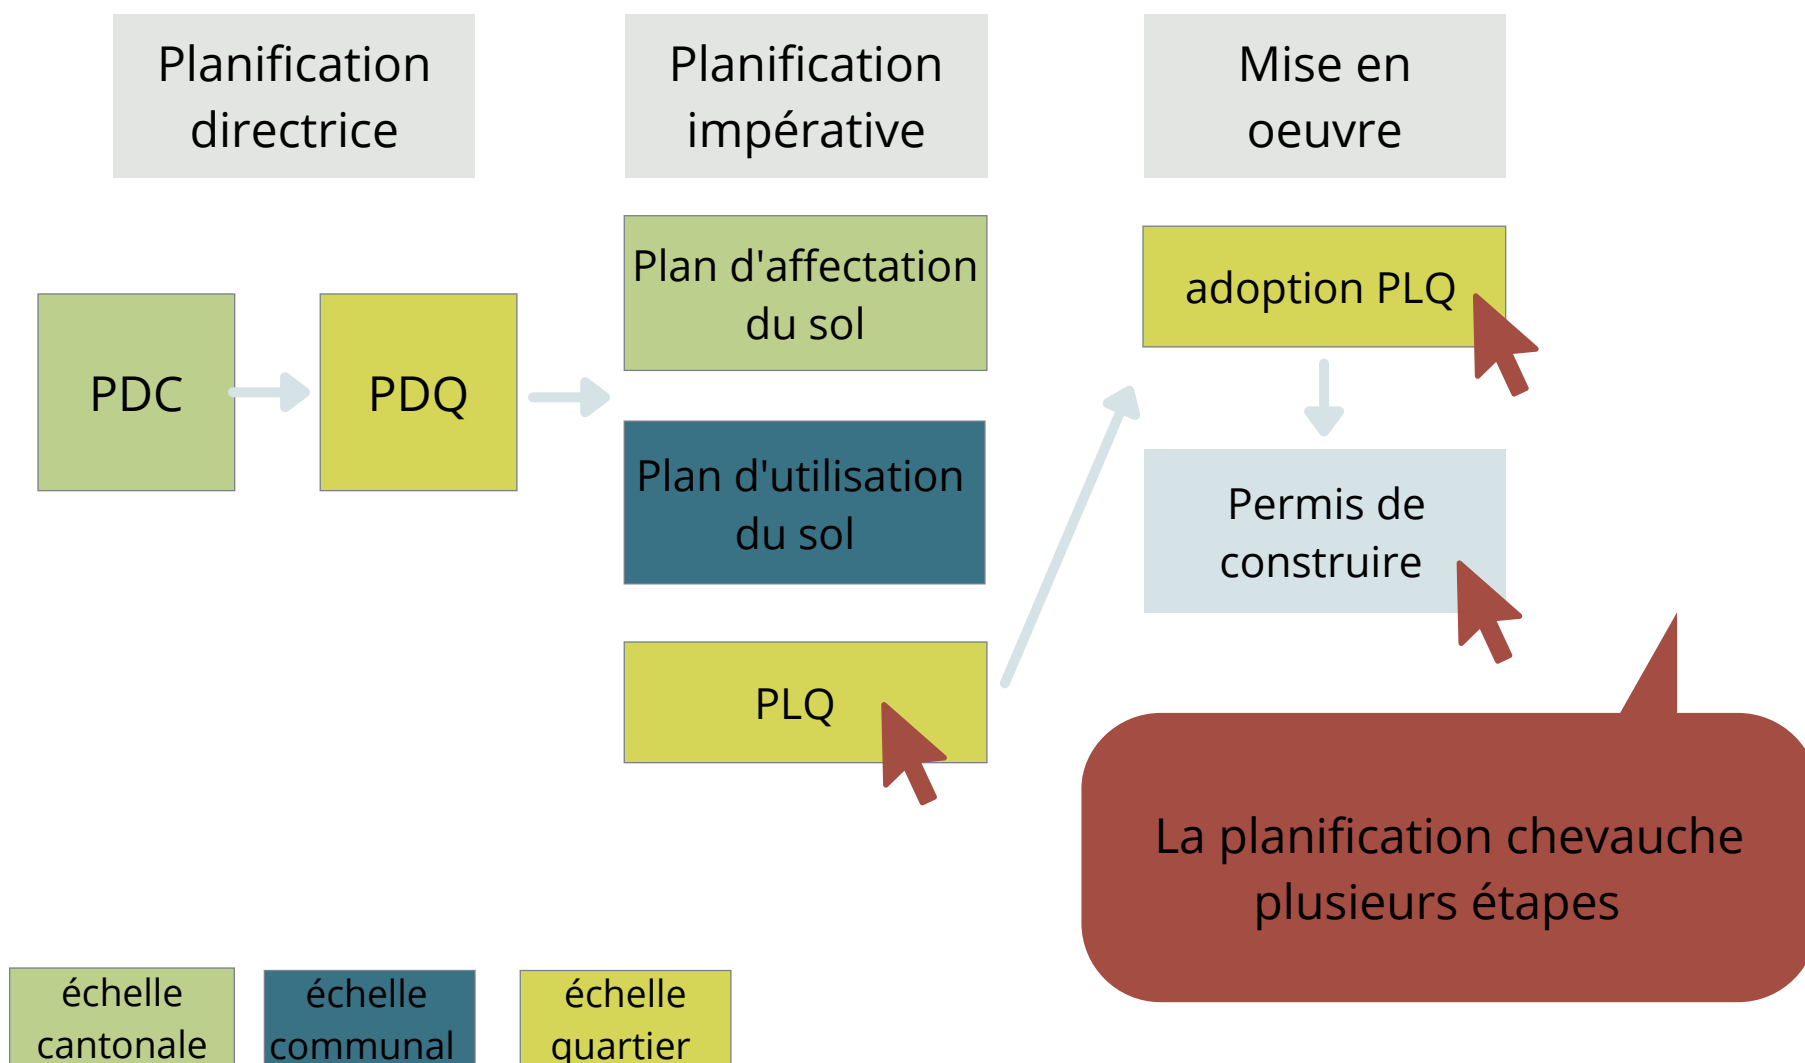 Planification
directrice
Planification
impérative
Mise en
oeuvre
PDC
PDQ
Plan d'affectation
du sol
Plan d'utilisation
du sol
PLQ
adoption PLQ
Permis de
construire
La planification chevauche
plusieurs étapes
échelle
cantonale
échelle
communal
échelle
quartier